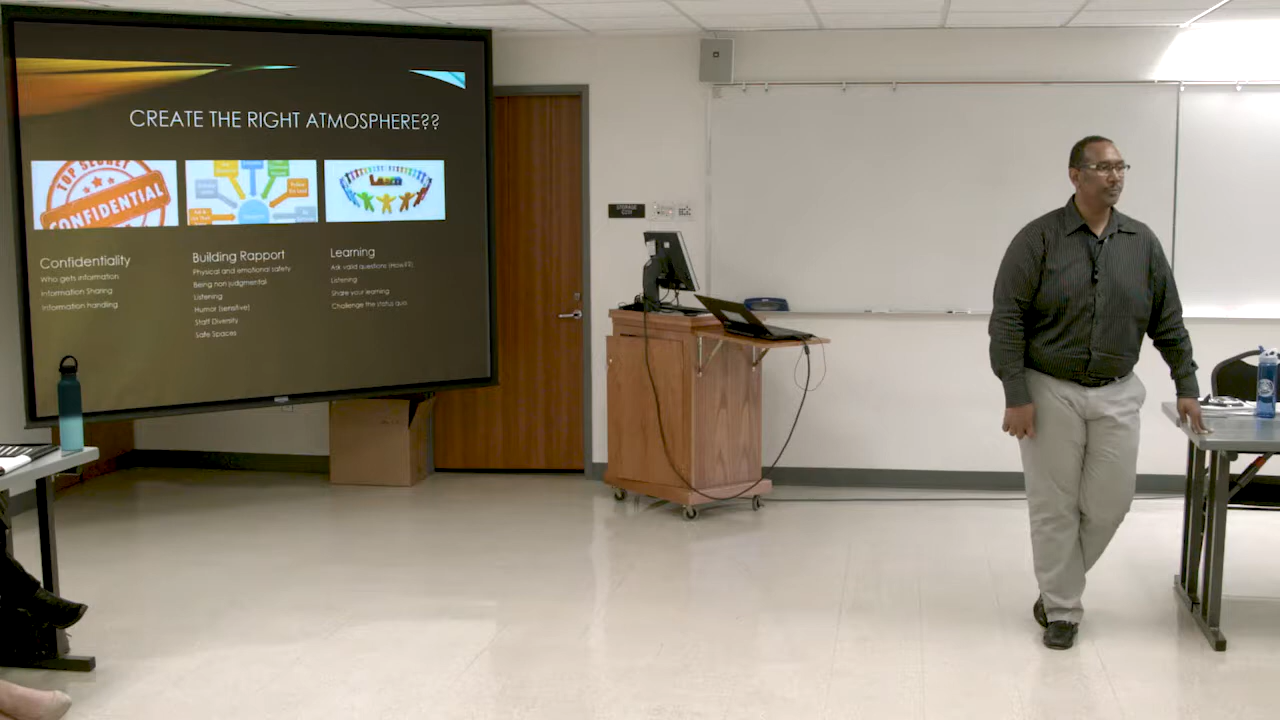 CREATE THE RIGHT ATMOSPHERE??
TOP SECRET
CONFIDENTIAL
Learn
Confidentiality
Who gets information
Information Sharing
Information handling
Building Rapport
Physical and emotional safety
Being non judgmental
Listening
Humor (sensitive)
Staff Diversity
Safe Spaces
Learning
Ask valid questions (How/IF?)
Listening
Share your learning
Challenge the status quo
STORAGE